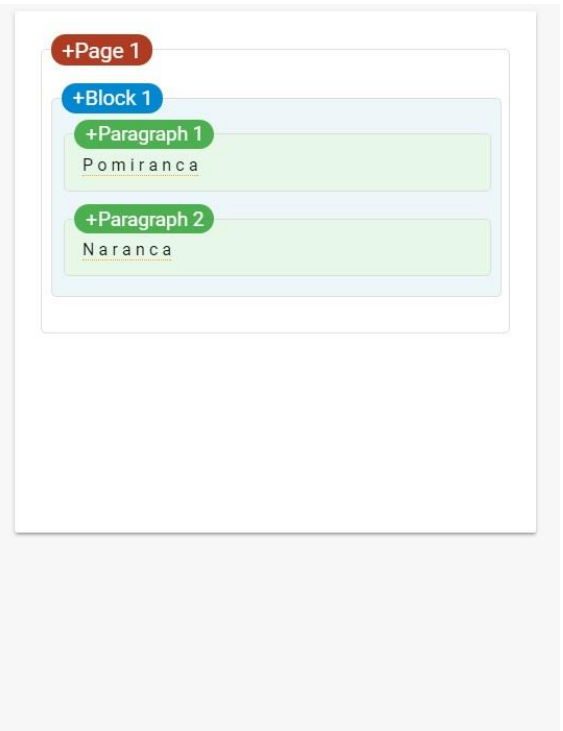 +Page 1
+Block 1
+Paragraph 1
Pomiranca
+Paragraph 2
Naranca